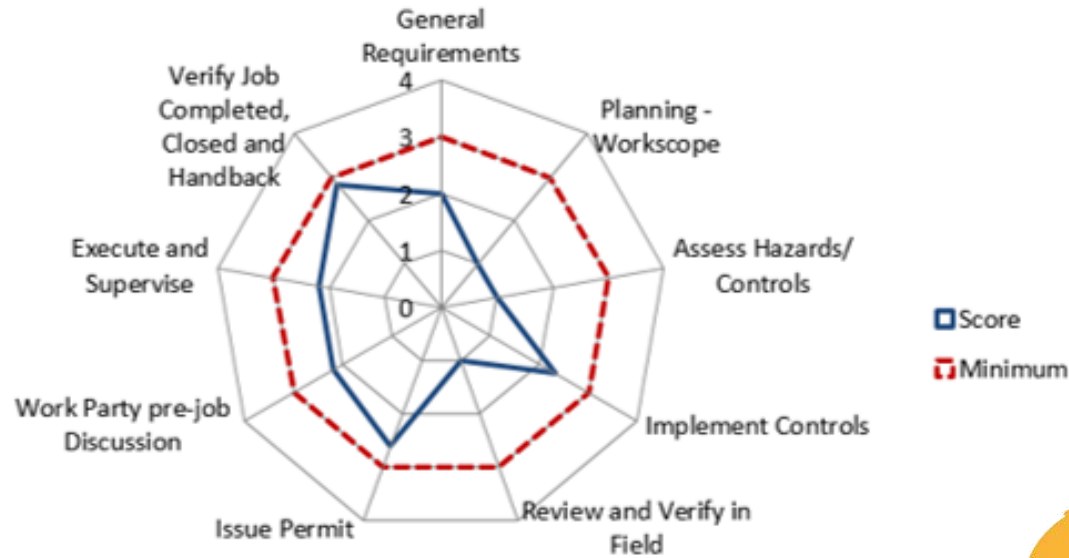 General
Requirements
Verify Job
Completed,
Closed and
Handback
Planning -
Workscope
4
3
2
1
0
Execute and
Supervise
Assess Hazards/
Controls
Score
Minimum
Work Party pre-job
Discussion
Implement Controls
Issue Permit
Review and Verify in
Field